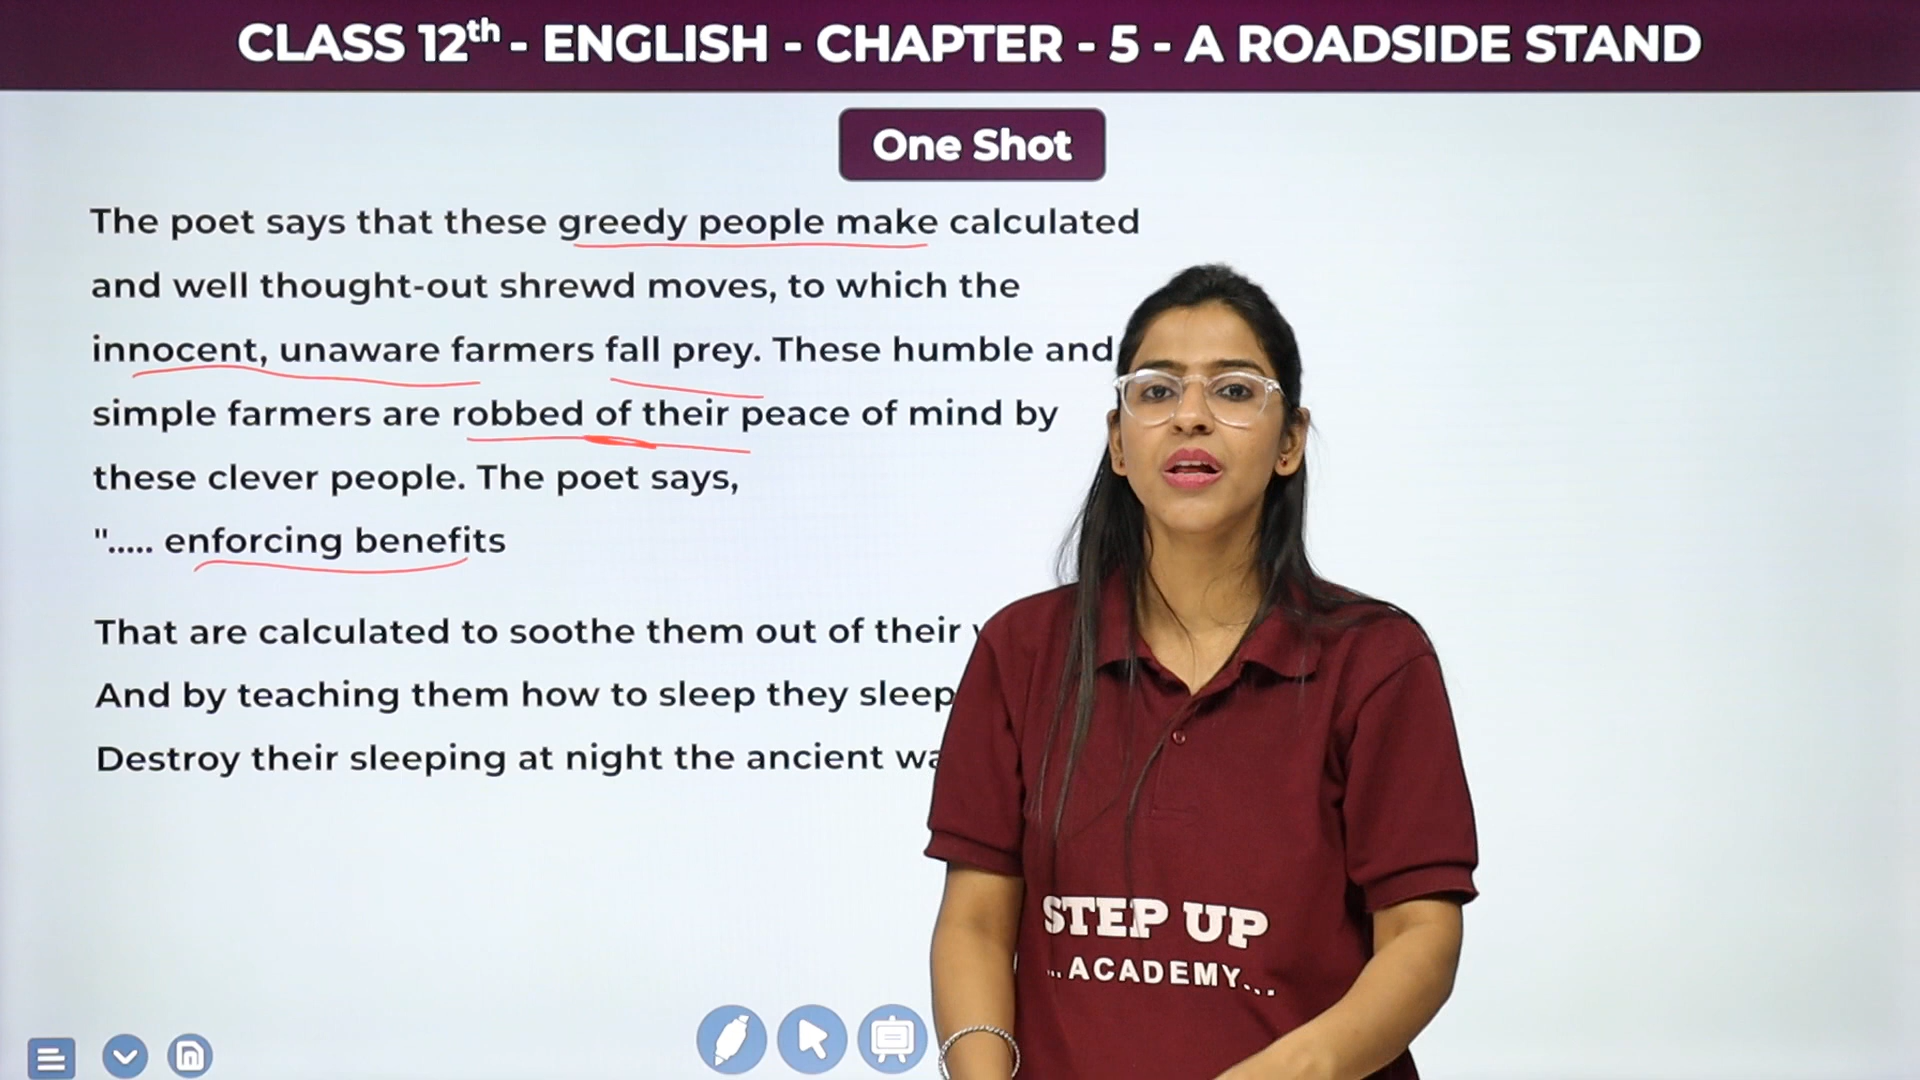 CLASS 12th - ENGLISH - CHAPTER - 5 - A ROADSIDE STAND
One Shot
The poet says that these greedy people make calculated
and well thought-out shrewd moves, to which the
innocent, unaware farmers fall prey. These humble and
simple farmers are robbed of their peace of mind by
these clever people. The poet says,
"..... enforcing benefits
That are calculated to soothe them out of their
And by teaching them how to sleep they sleep
Destroy their sleeping at night the ancient
STEP UP
...ACADEMY...